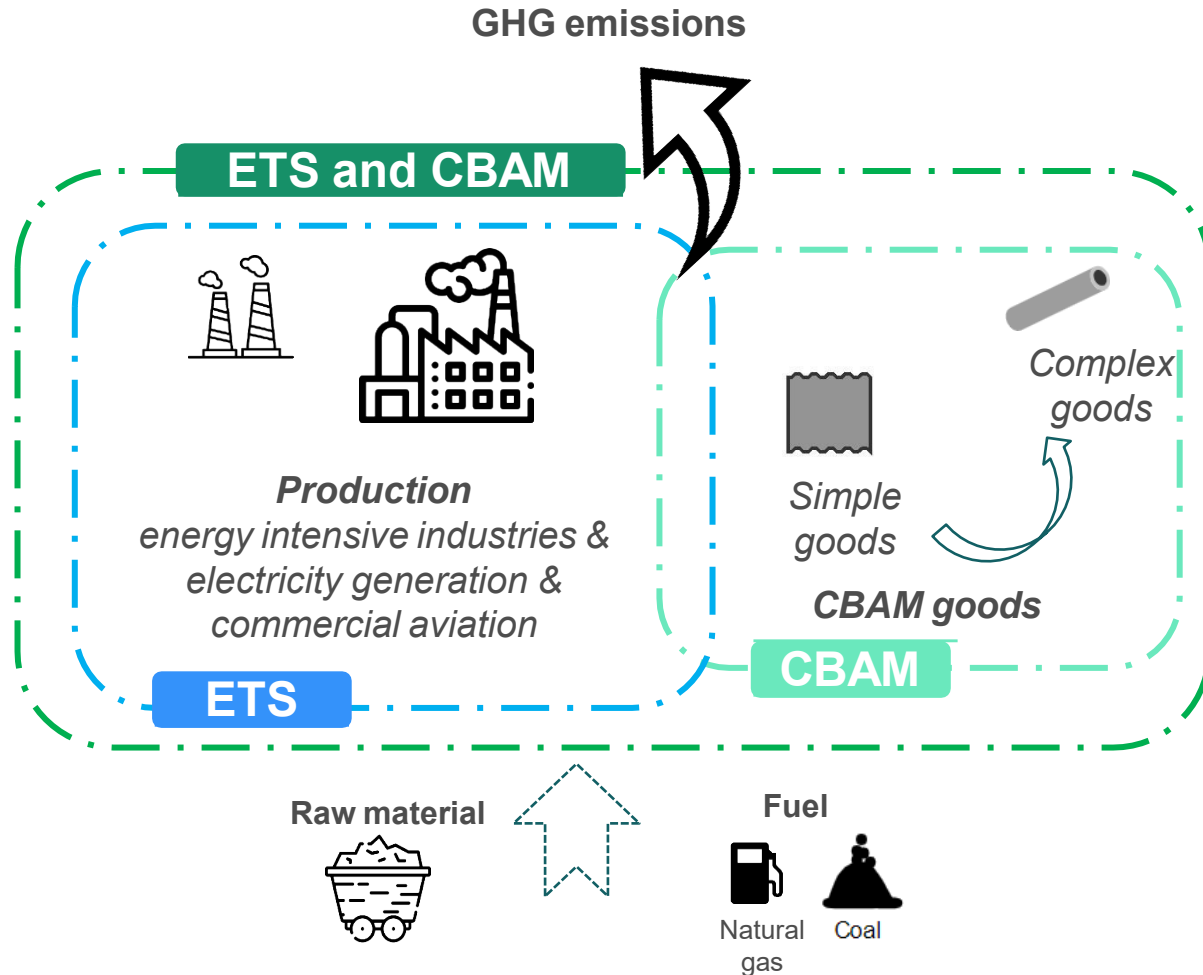 GHG emissions
ETS and CBAM
Complex
goods
Simple
goods
Production
energy intensive industries &
electricity generation &
commercial aviation
CBAM goods
CBAM
ETS
Raw material
Fuel
Natural
gas
Coal